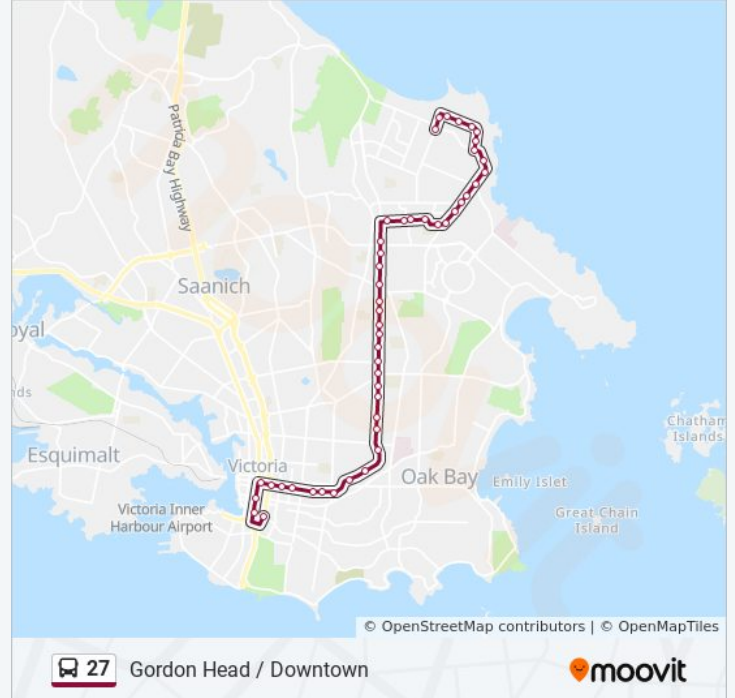 Patricia Bay Highway
Saanich
oyal
ds
Chatham
Islands
Esquimalt
Victoria
Oak Bay
Emily Islet
Victoria Inner
Harbour Airport
Great Chain
Island
© OpenStreetMap contributors | © OpenMapTiles
27 Gordon Head / Downtown
moovit